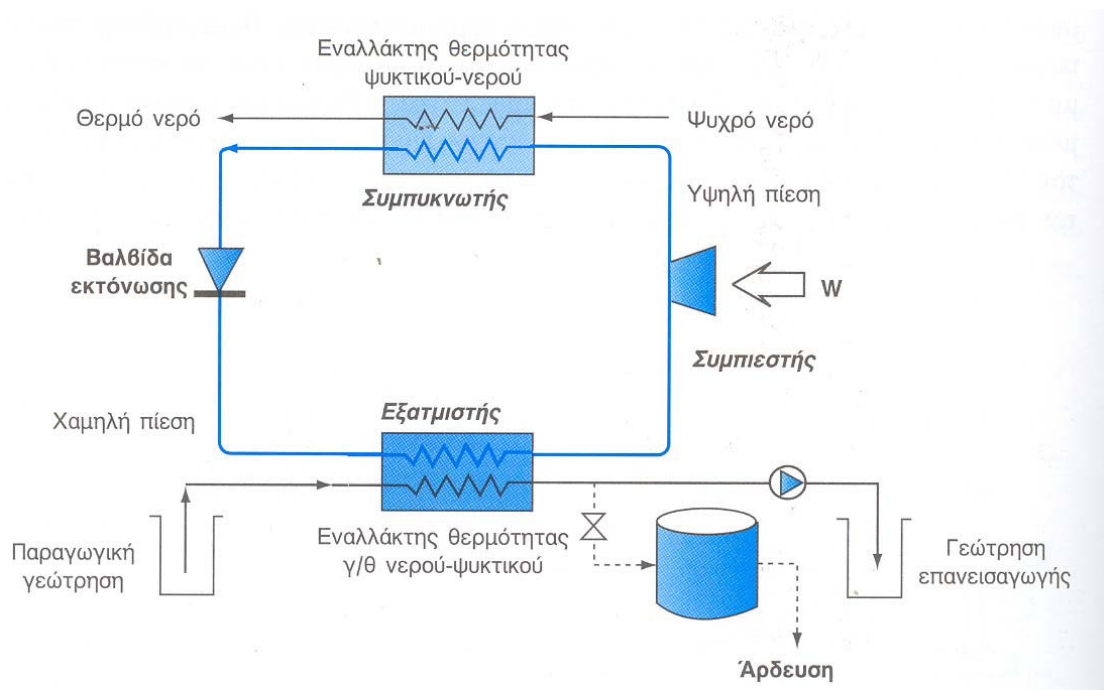 Εναλλάκτης θερμότητας
ψυκτικού-νερού
Θερμό νερό
Ψυχρό νερό
Συμπυκνωτής
Υψηλή πίεση
Βαλβίδα
εκτόνωσης
W
Συμπιεστής
Χαμηλή πίεση
Εξατμιστής
Παραγωγική
γεώτρηση
Εναλλάκτης θερμότητας
γ/θ νερού-ψυκτικού
Γεώτρηση
επανεισαγωγής
Άρδευση